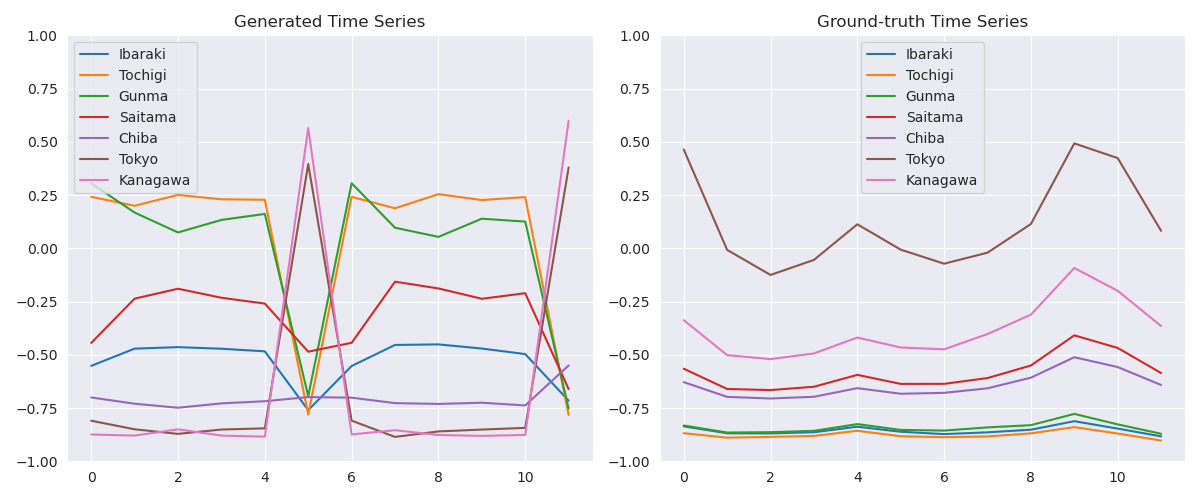 Generated Time Series
1.00
0.75
0.50
0.25
0.00
−0.25
−0.50
−0.75
−1.00
0 2 4 6 8 10
Ibaraki
Tochigi
Gunma
Saitama
Chiba
Tokyo
Kanagawa
Ground-truth Time Series
1.00
0.75
0.50
0.25
0.00
−0.25
−0.50
−0.75
−1.00
0 2 4 6 8 10
Ibaraki
Tochigi
Gunma
Saitama
Chiba
Tokyo
Kanagawa